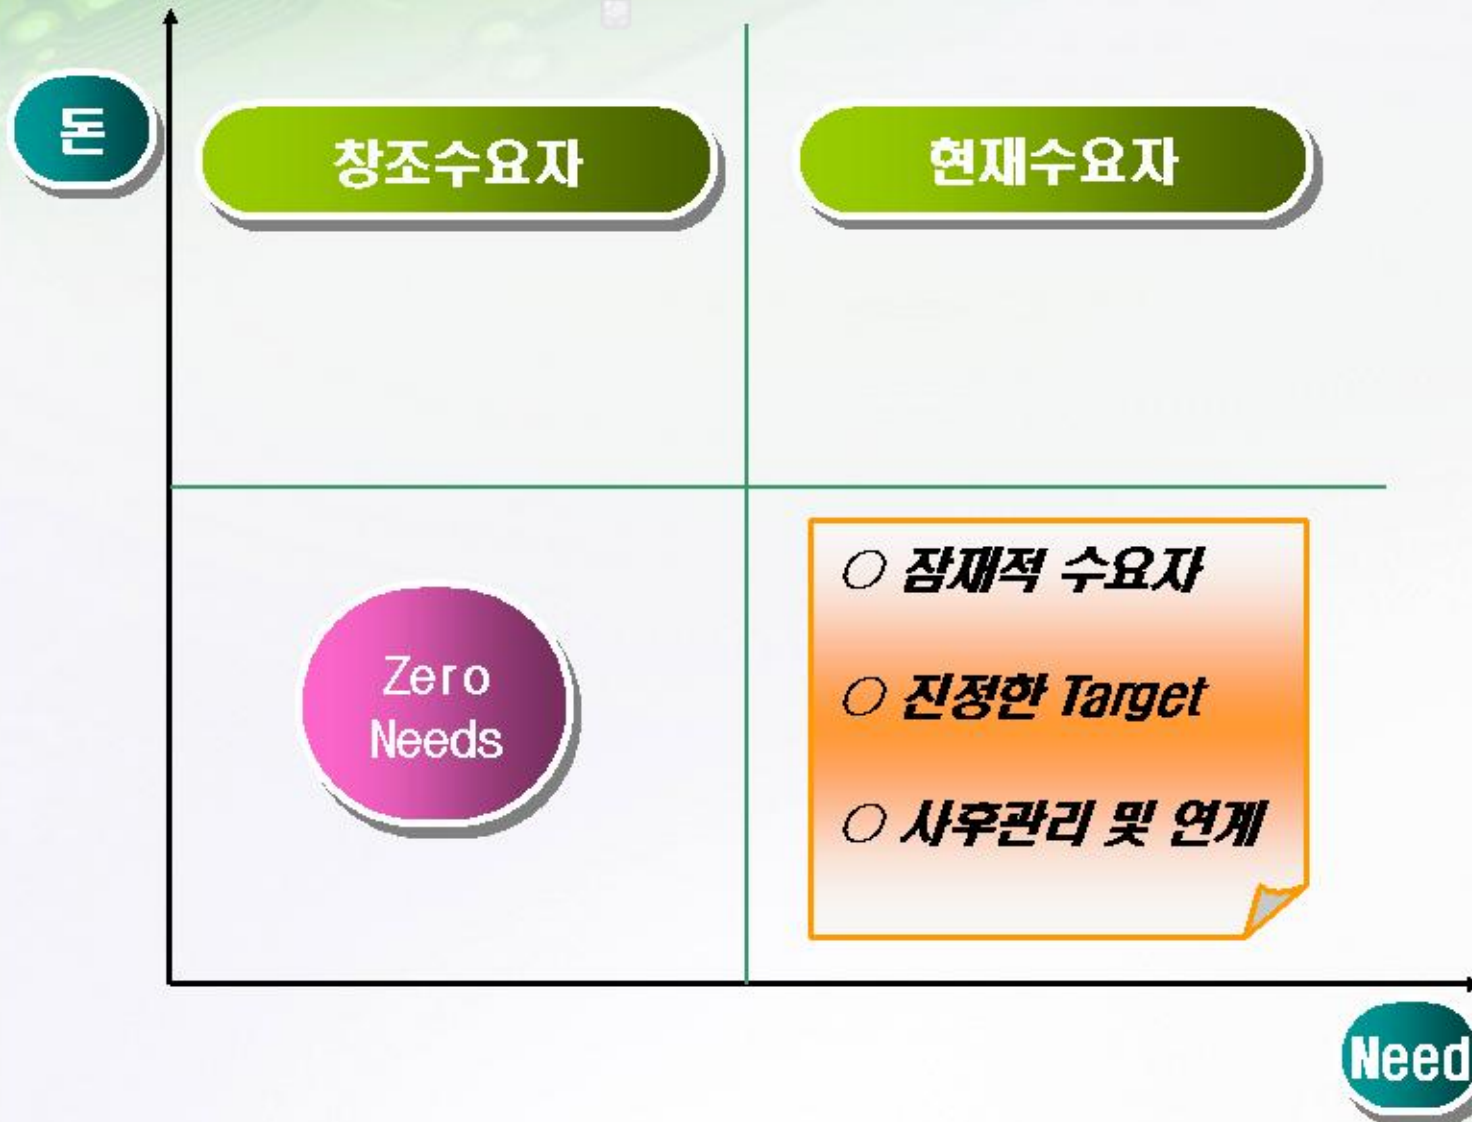 돈
창조수요자
현재수요자
Zero
Needs
○ 잠재적 수요자
○ 진정한 Target
○ 사후관리 및 연계
Need